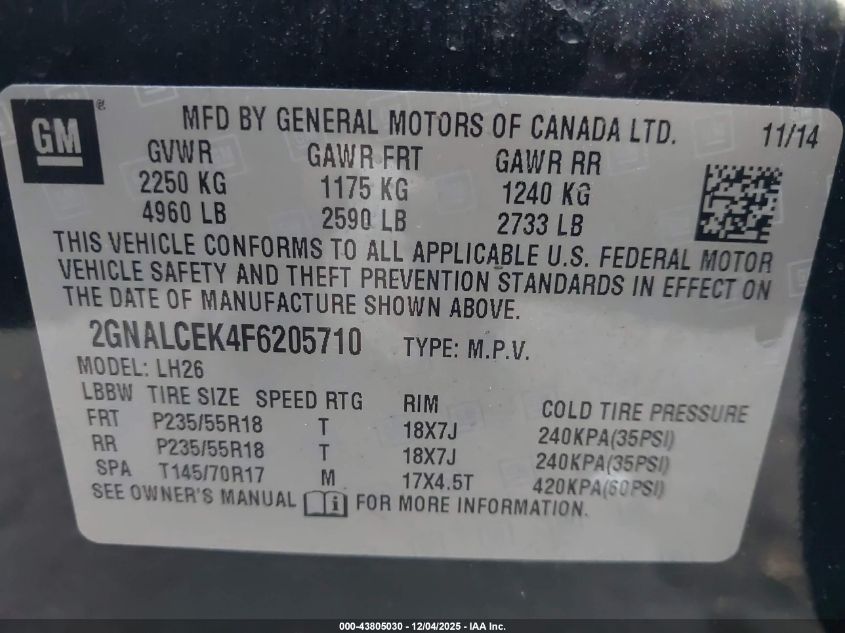 GM ®
MFD BY GENERAL MOTORS OF CANADA LTD. 11/14
GVWR GAWR FRT GAWR RR
2250 KG 1175 KG 1240 KG
4960 LB 2590 LB 2733 LB
THIS VEHICLE CONFORMS TO ALL APPLICABLE U.S. FEDERAL MOTOR
VEHICLE SAFETY AND THEFT PREVENTION STANDARDS IN EFFECT ON
THE DATE OF MANUFACTURE SHOWN ABOVE.
2GNALCEK4F6205710 TYPE: M.P.V.
MODEL: LH26
LBBW TIRE SIZE SPEED RTG RIM COLD TIRE PRESSURE
FRT P235/55R18 T 18X7J 240KPA(35PSI)
RR P235/55R18 T 18X7J 240KPA(35PSI)
SPA T145/70R17 M 17X4.5T 420KPA(60PSI)
SEE OWNER'S MANUAL i FOR MORE INFORMATION.
000-43805030 - 12/04/2025 - IAA Inc.